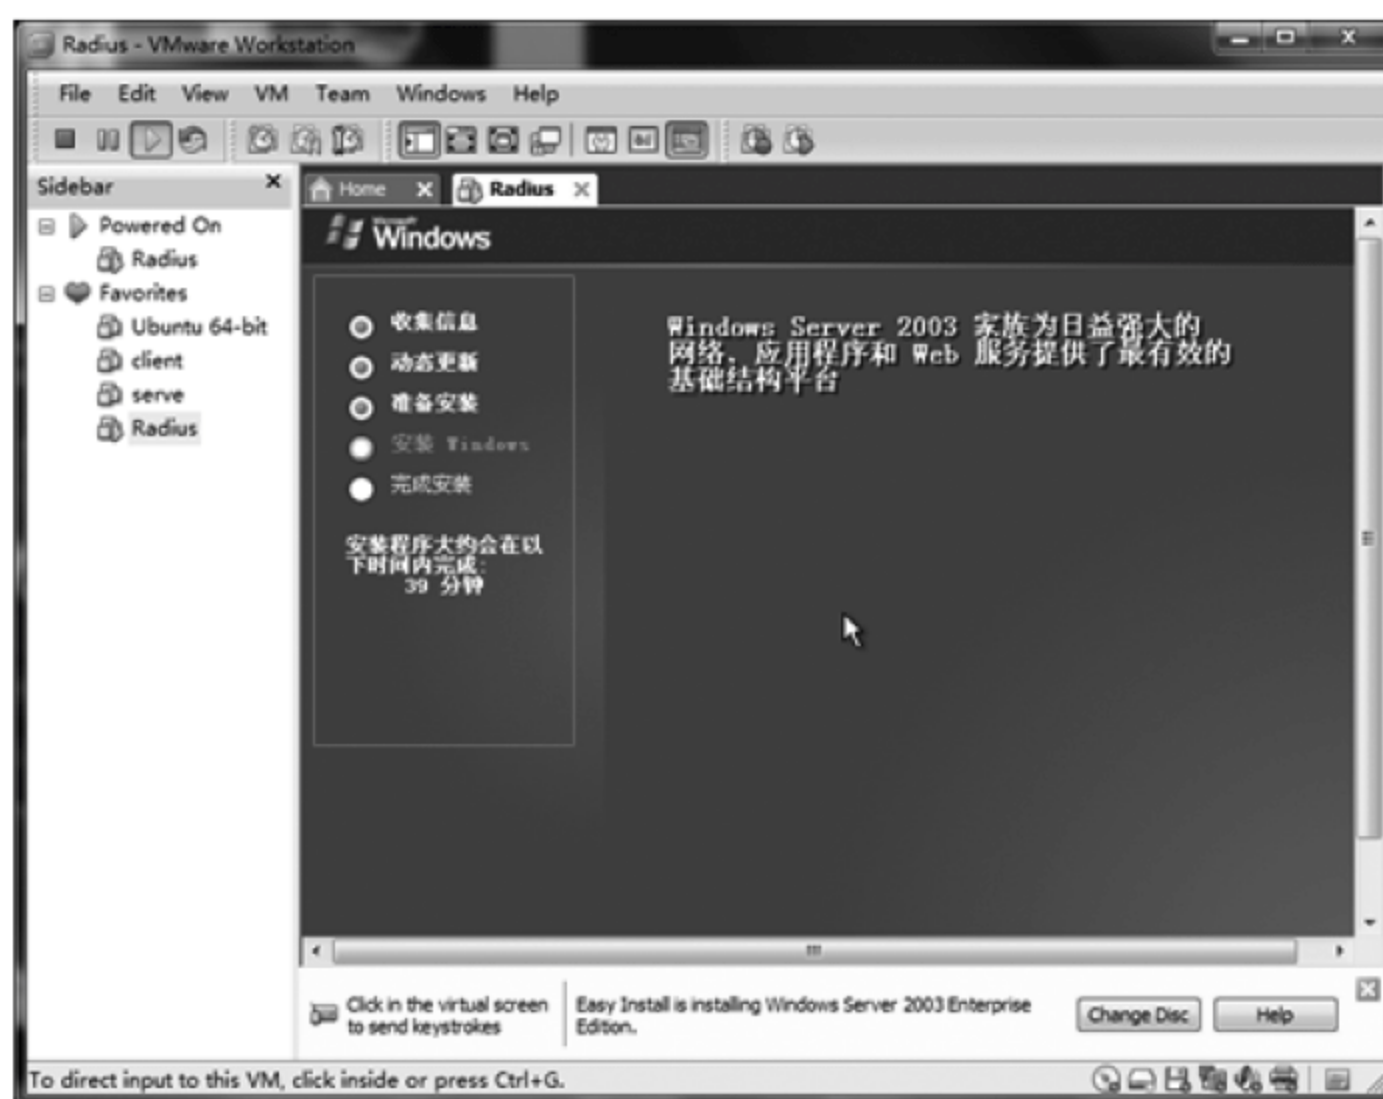 Radius - VMware Workstation
File Edit View VM Team Windows Help
Sidebar
Home
Radius
Powered On
Radius
Favorites
Ubuntu 64-bit
client
serve
Radius
Microsoft
Windows
收集信息
动态更新
准备安装
安装 Windows
完成安装
安装程序大约会在以
下时间内完成:
39 分钟
Windows Server 2003 家族为日益强大的
网络、应用程序和 Web 服务提供了最有效的
基础结构平台
Click in the virtual screen
to send keystrokes
Easy Install is installing Windows Server 2003 Enterprise
Edition.
Change Disc
Help
To direct input to this VM, click inside or press Ctrl+G.